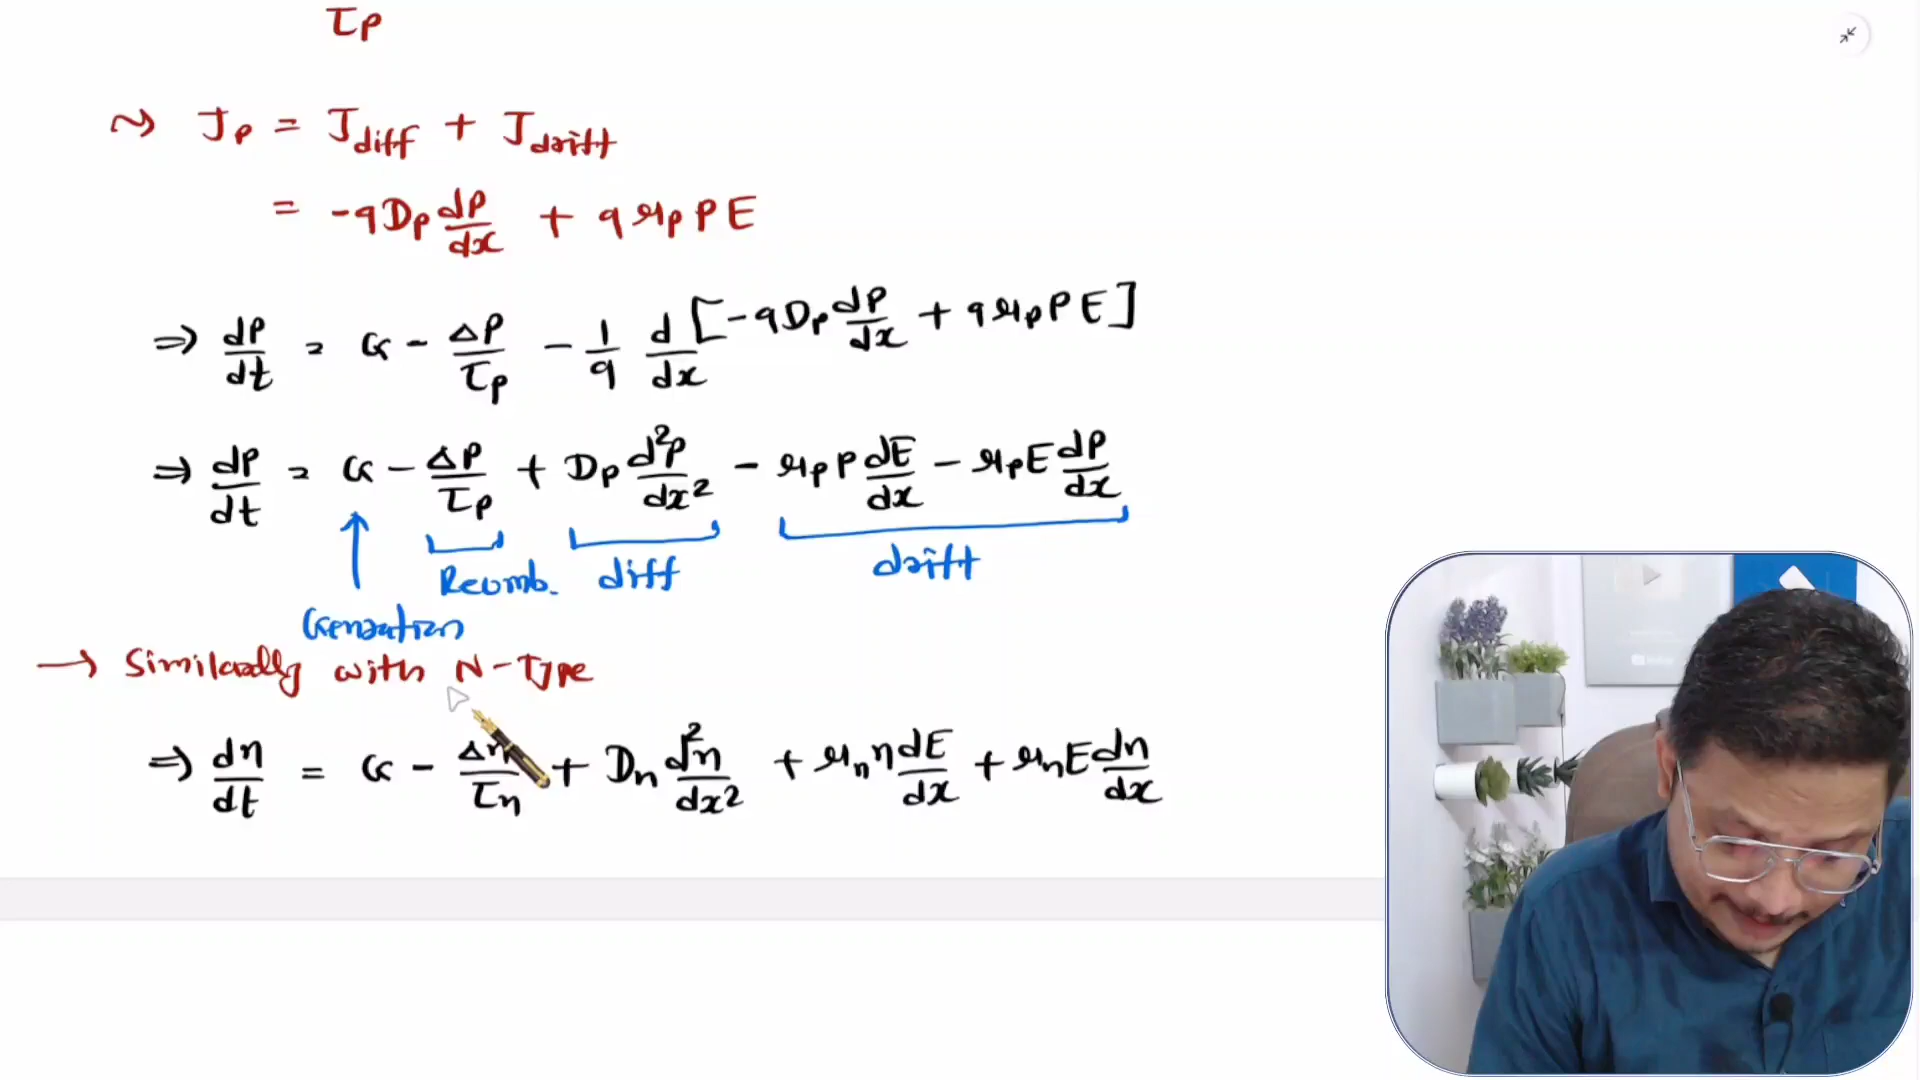 τp
~> Jp = Jdiff + Jdrift
= -qDp dp/dx + qμp P E
=> dp/dt = G - Δp/τp - 1/q d/dx [-qDp dp/dx + qμp P E]
=> dp/dt = G - Δp/τp + Dp d²p/dx² - μp P dE/dx - μp E dp/dx
Recomb. diff drift
Generation
→ Similarly with N-Type
=> dn/dt = G - Δn/τn + Dn d²n/dx² + μn n dE/dx + μn E dn/dx